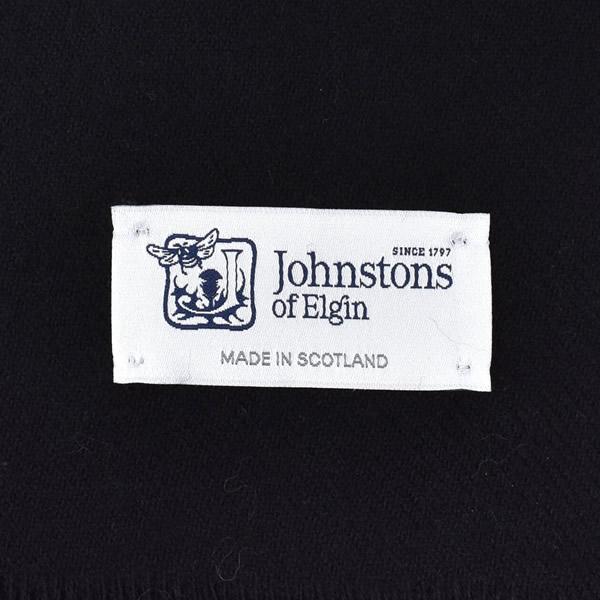 SINCE 1797
Johnstons
of Elgin
MADE IN SCOTLAND